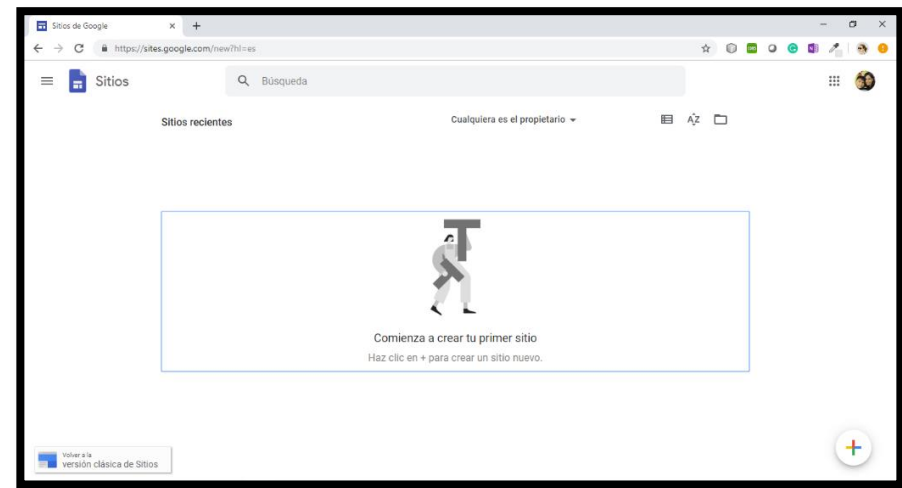 Sitios de Google
https://sites.google.com/new?hl=es
Sitios
Búsqueda
Sitios recientes
Cualquiera es el propietario
AZ
Comienza a crear tu primer sitio
Haz clic en + para crear un sitio nuevo.
Volver a la
versión clásica de Sitios